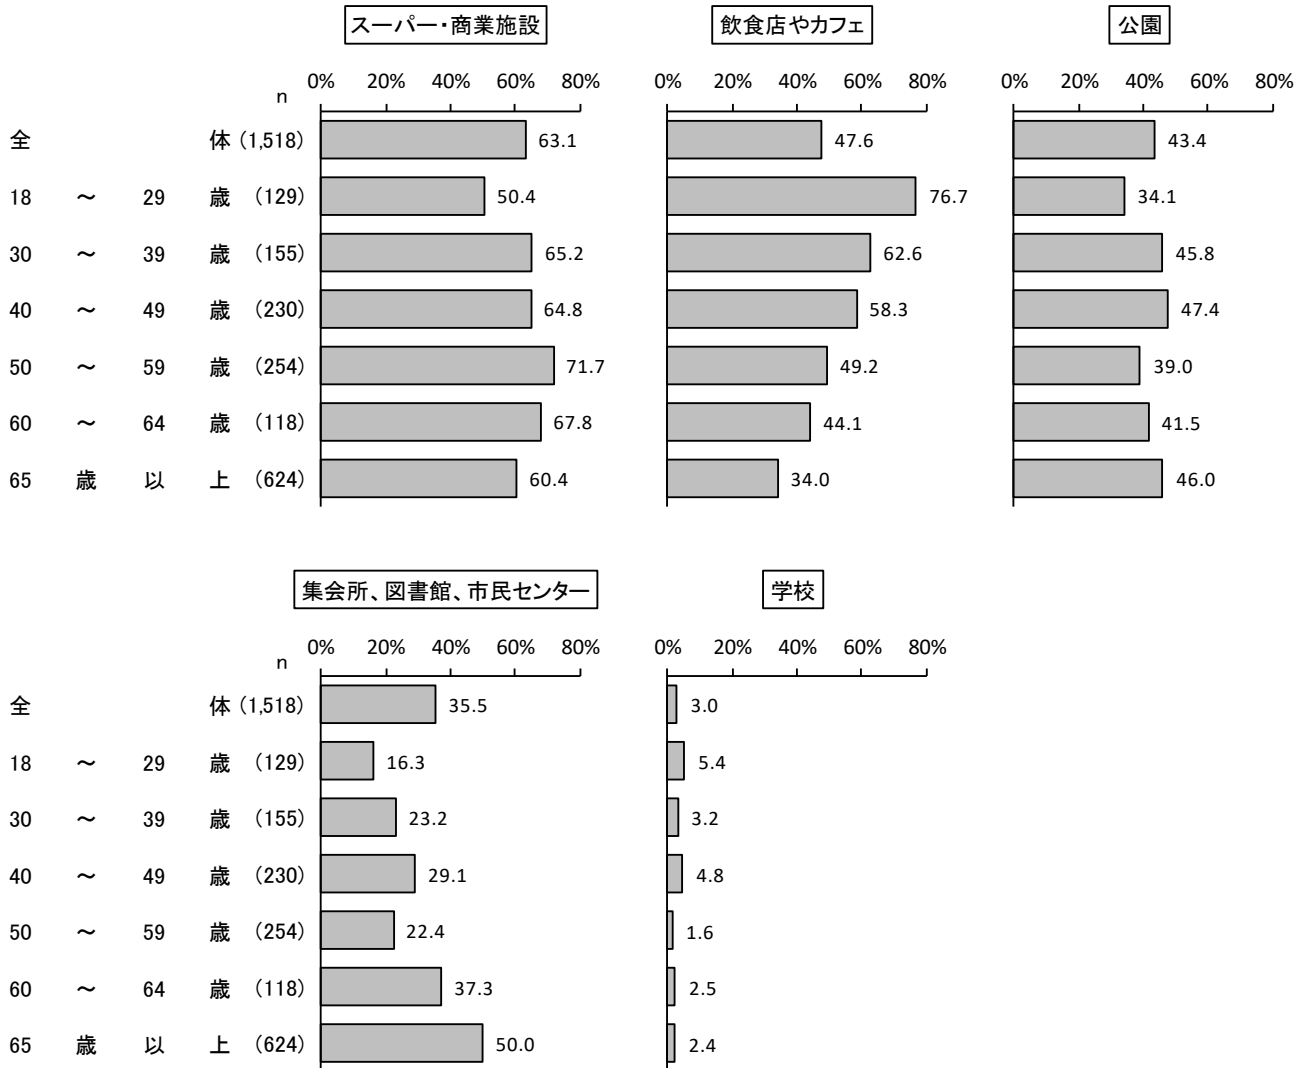 スーパー・商業施設 飲食店やカフェ 公園
0% 20% 40% 60% 80% 0% 20% 40% 60% 80% 0% 20% 40% 60% 80%
n
全体 (1,518) 63.1 47.6 43.4
18 ～ 29 歳 (129) 50.4 76.7 34.1
30 ～ 39 歳 (155) 65.2 62.6 45.8
40 ～ 49 歳 (230) 64.8 58.3 47.4
50 ～ 59 歳 (254) 71.7 49.2 39.0
60 ～ 64 歳 (118) 67.8 44.1 41.5
65 歳以上 (624) 60.4 34.0 46.0
集会所、図書館、市民センター 学校
0% 20% 40% 60% 80% 0% 20% 40% 60% 80%
n
全体 (1,518) 35.5 3.0
18 ～ 29 歳 (129) 16.3 5.4
30 ～ 39 歳 (155) 23.2 3.2
40 ～ 49 歳 (230) 29.1 4.8
50 ～ 59 歳 (254) 22.4 1.6
60 ～ 64 歳 (118) 37.3 2.5
65 歳以上 (624) 50.0 2.4